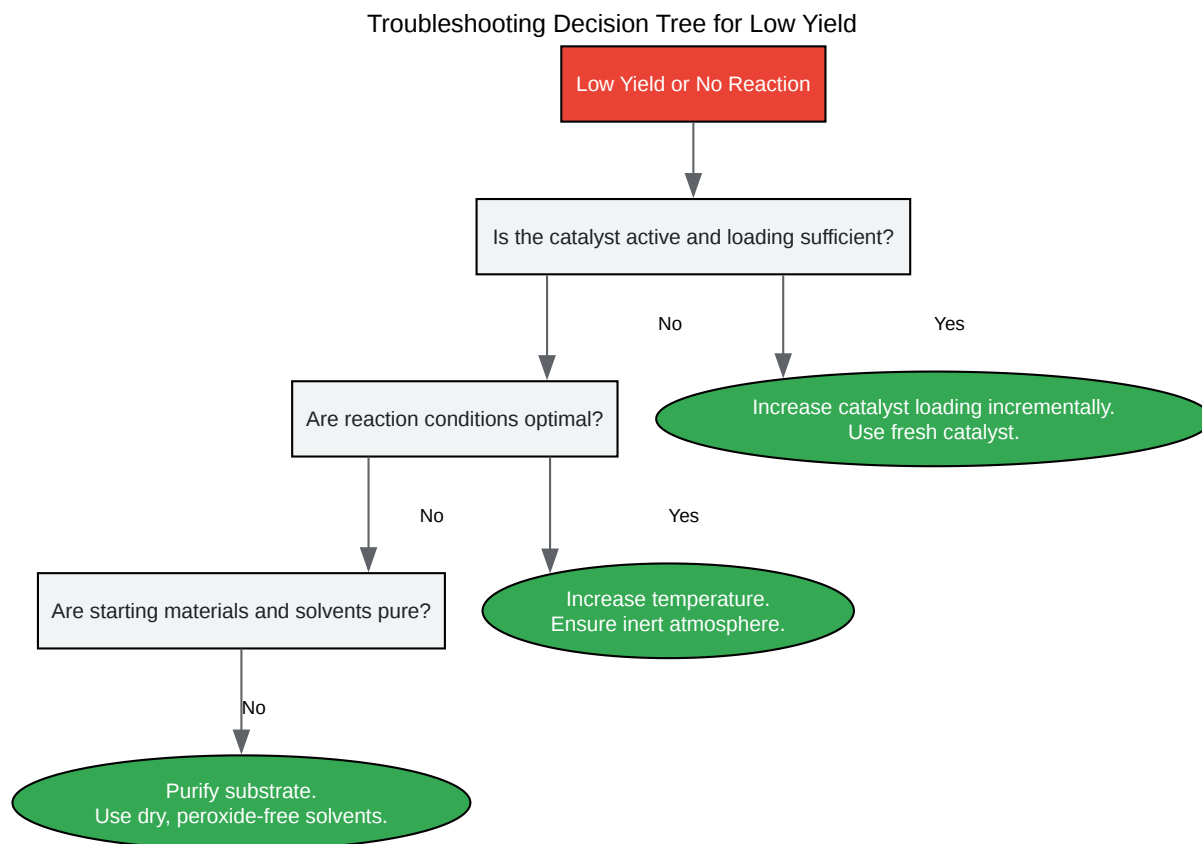 Troubleshooting Decision Tree for Low Yield
Low Yield or No Reaction
Is the catalyst active and loading sufficient?
No
Yes
Are reaction conditions optimal?
Increase catalyst loading incrementally.
Use fresh catalyst.
No
Yes
Are starting materials and solvents pure?
Increase temperature.
Ensure inert atmosphere.
No
Purify substrate.
Use dry, peroxide-free solvents.